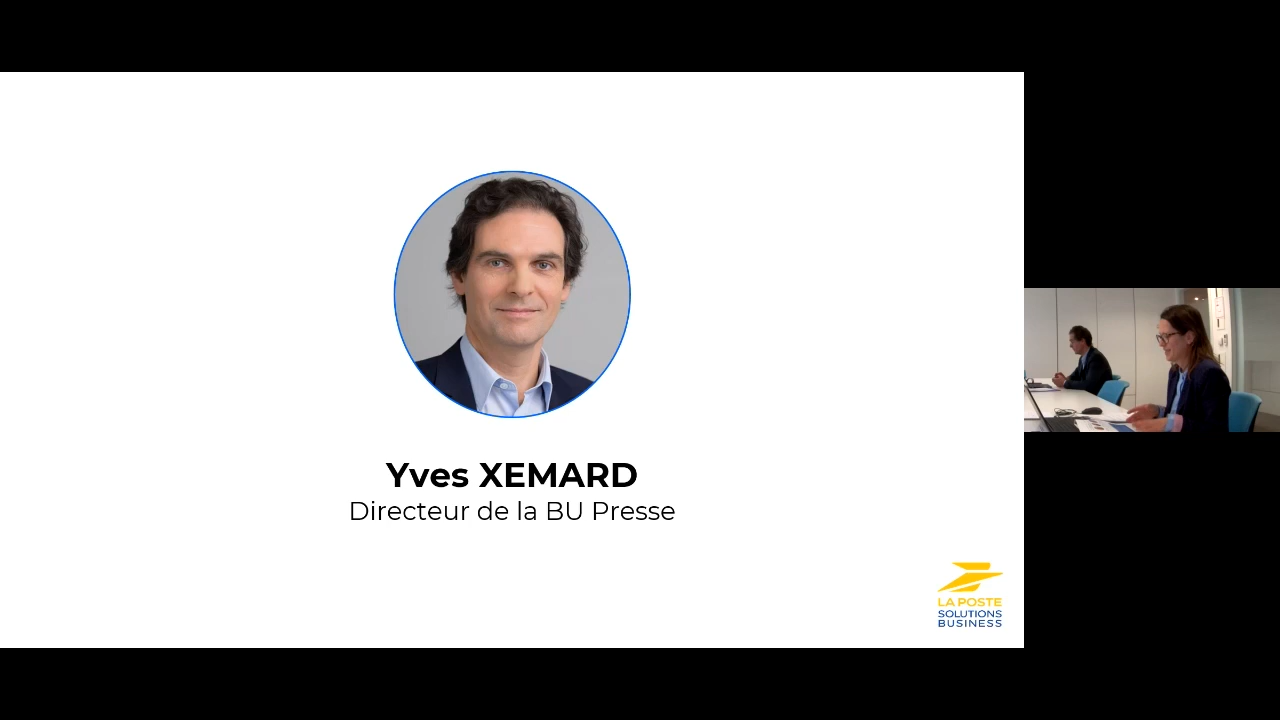 Yves XEMARD
Directeur de la BU Presse
LA POSTE
SOLUTIONS
BUSINESS